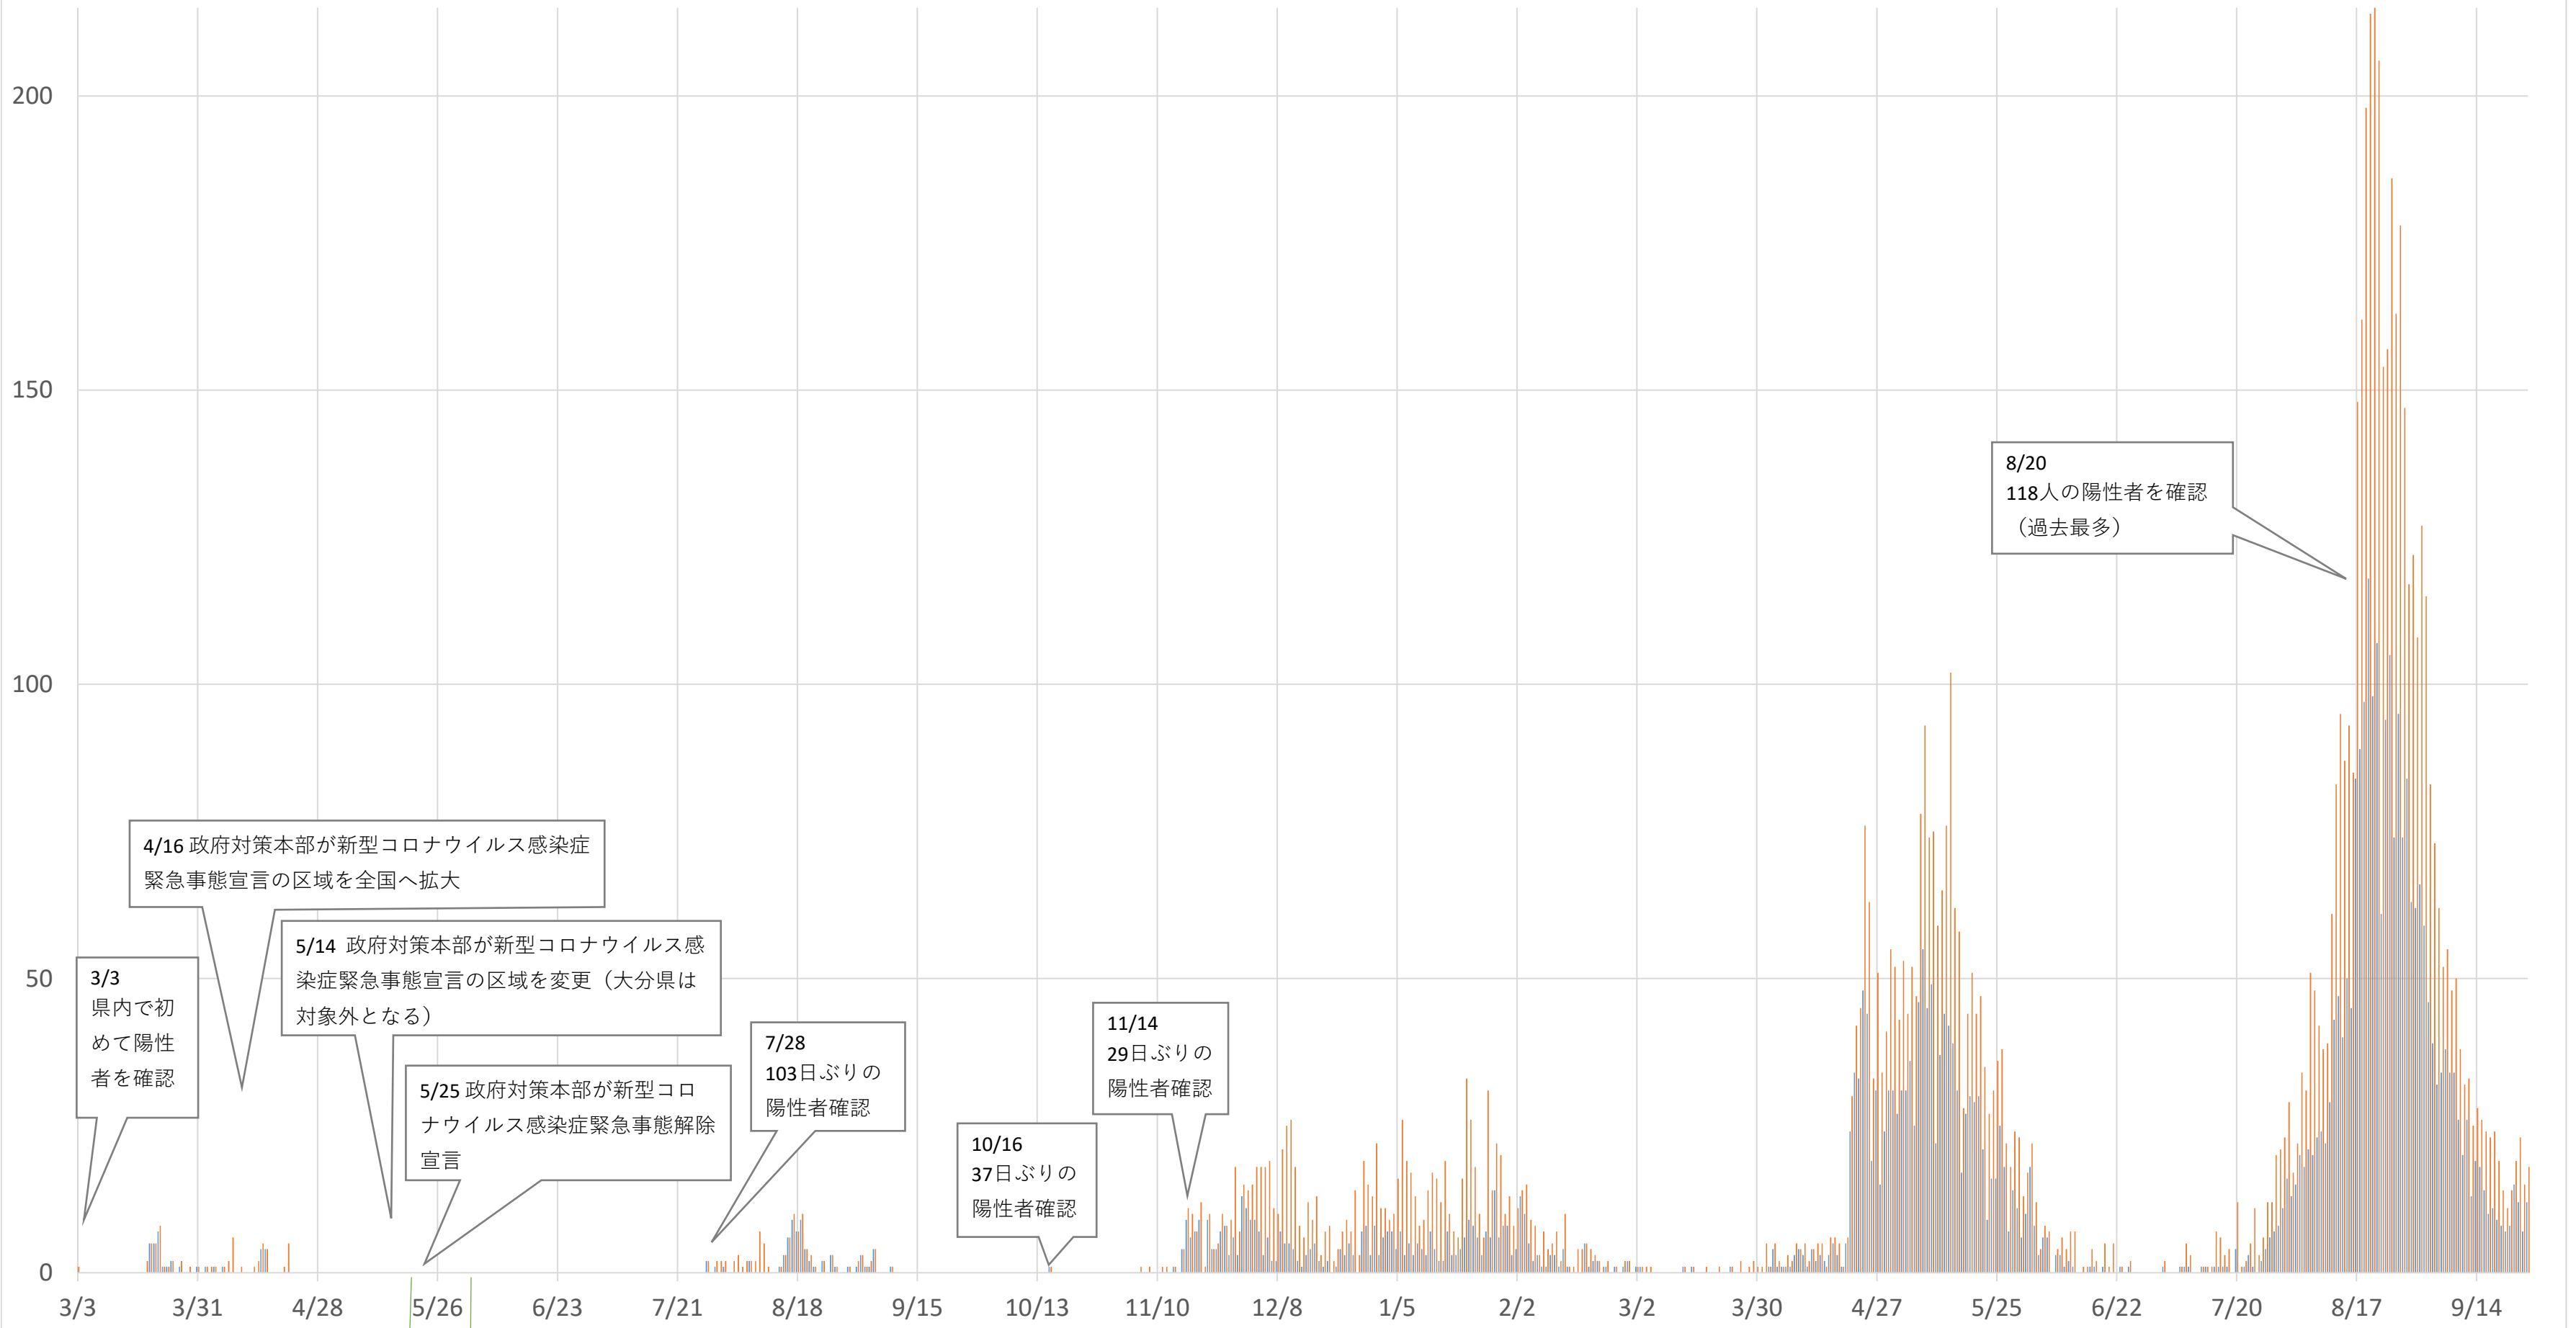 200
150
100
50
0
8/20
118人の陽性者を確認
（過去最多）
4/16 政府対策本部が新型コロナウイルス感染症
緊急事態宣言の区域を全国へ拡大
5/14 政府対策本部が新型コロナウイルス感
染症緊急事態宣言の区域を変更（大分県は
対象外となる）
3/3
県内で初
めて陽性
者を確認
5/25 政府対策本部が新型コロ
ナウイルス感染症緊急事態解除
宣言
7/28
103日ぶりの
陽性者確認
10/16
37日ぶりの
陽性者確認
11/14
29日ぶりの
陽性者確認
3/3 3/31 4/28 5/26 6/23 7/21 8/18 9/15 10/13 11/10 12/8 1/5 2/2 3/2 3/30 4/27 5/25 6/22 7/20 8/17 9/14